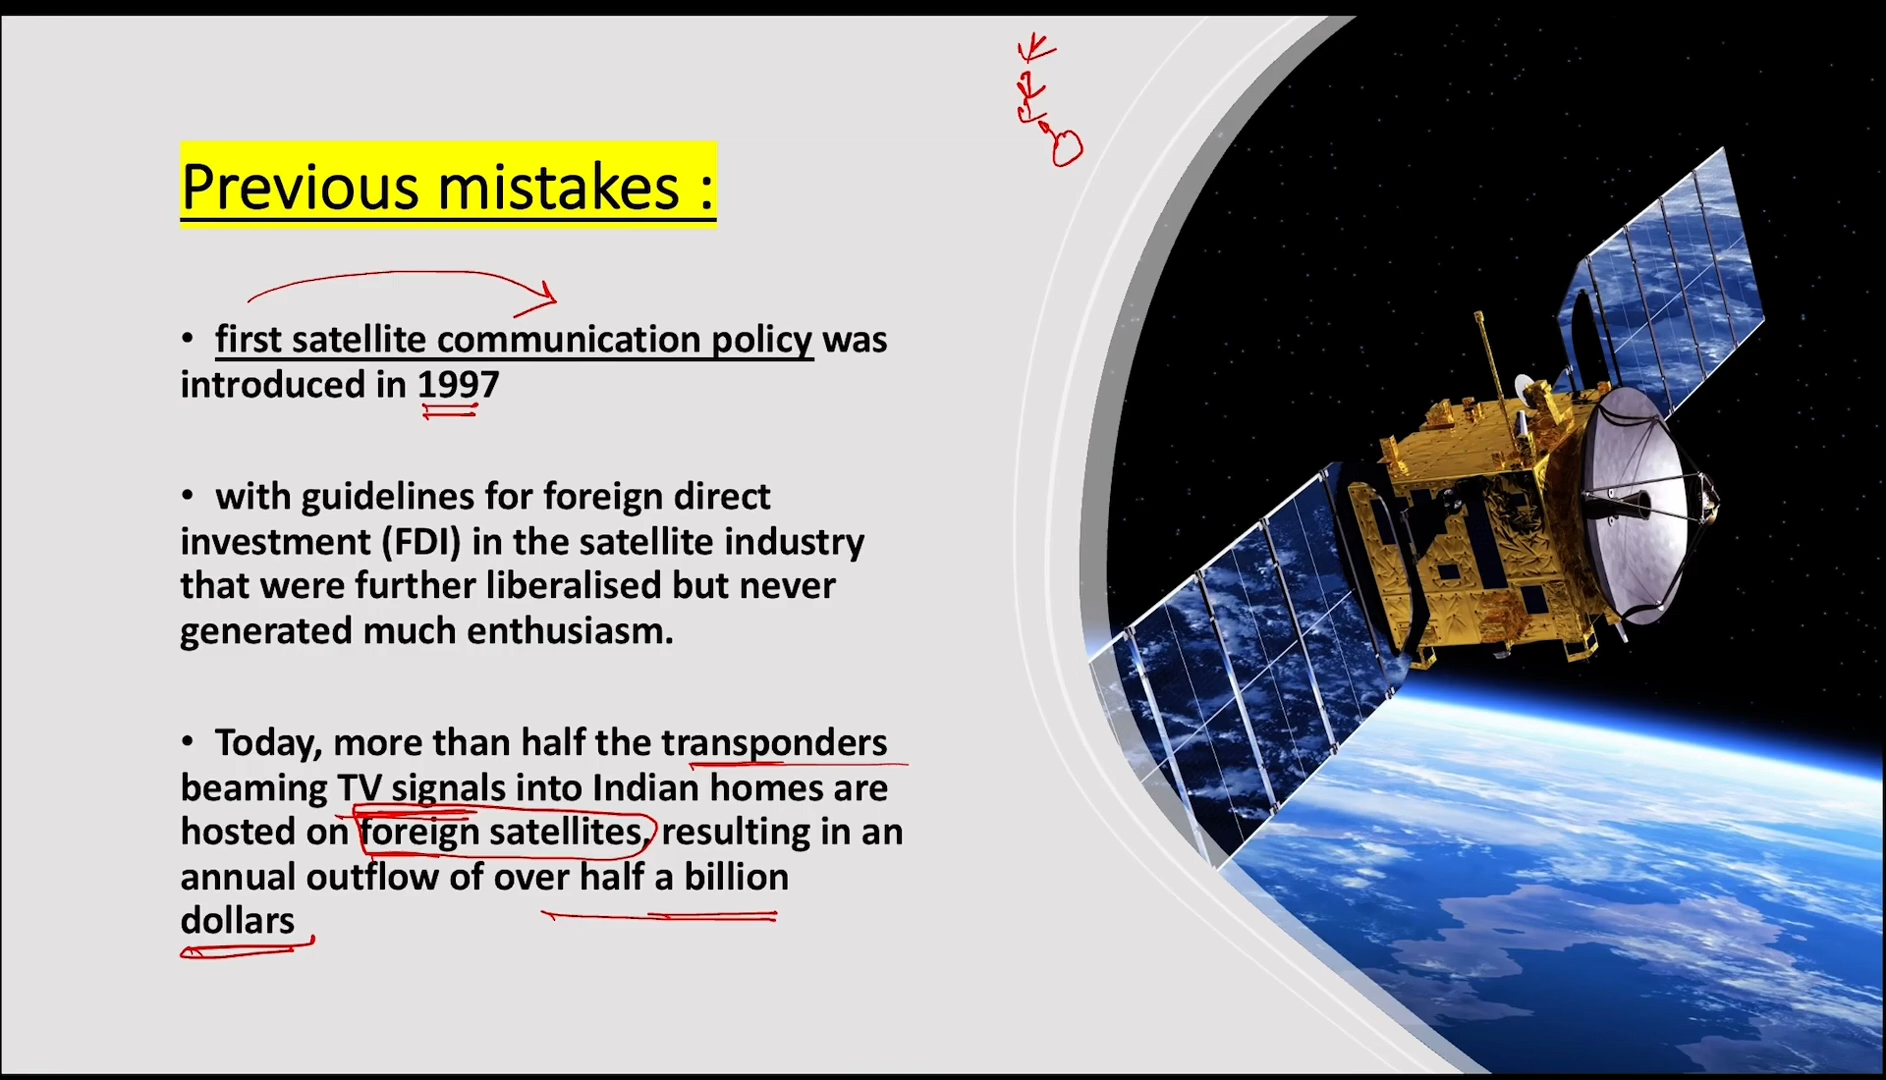 Previous mistakes :
• first satellite communication policy was
introduced in 1997
• with guidelines for foreign direct
investment (FDI) in the satellite industry
that were further liberalised but never
generated much enthusiasm.
• Today, more than half the transponders
beaming TV signals into Indian homes are
hosted on foreign satellites, resulting in an
annual outflow of over half a billion
dollars